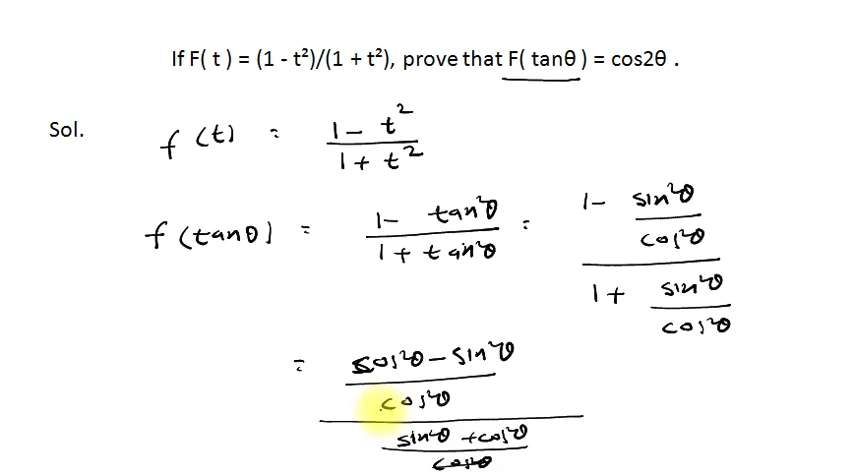 If F( t ) = (1 - t²)/(1 + t²), prove that F( tanθ ) = cos2θ .
Sol.
f (t) = (1 - t²)/(1 + t²)
f (tanθ) = (1 - tan²θ)/(1 + tan²θ) = (1 - sin²θ/cos²θ)/(1 + sin²θ/cos²θ)
= ((cos²θ - sin²θ)/cos²θ)/((sin²θ + cos²θ)/cos²θ)